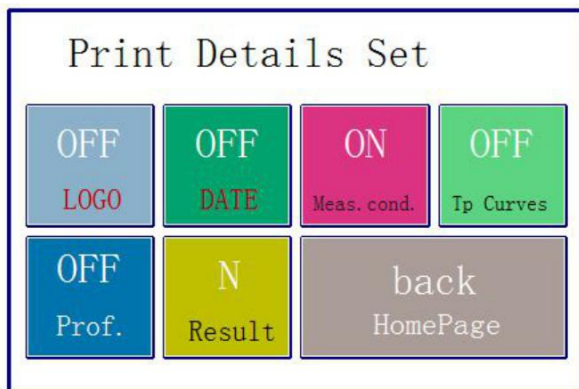 Print Details Set
OFF OFF ON OFF
LOGO DATE Meas.cond. Tp Curves
OFF N back
Prof. Result HomePage